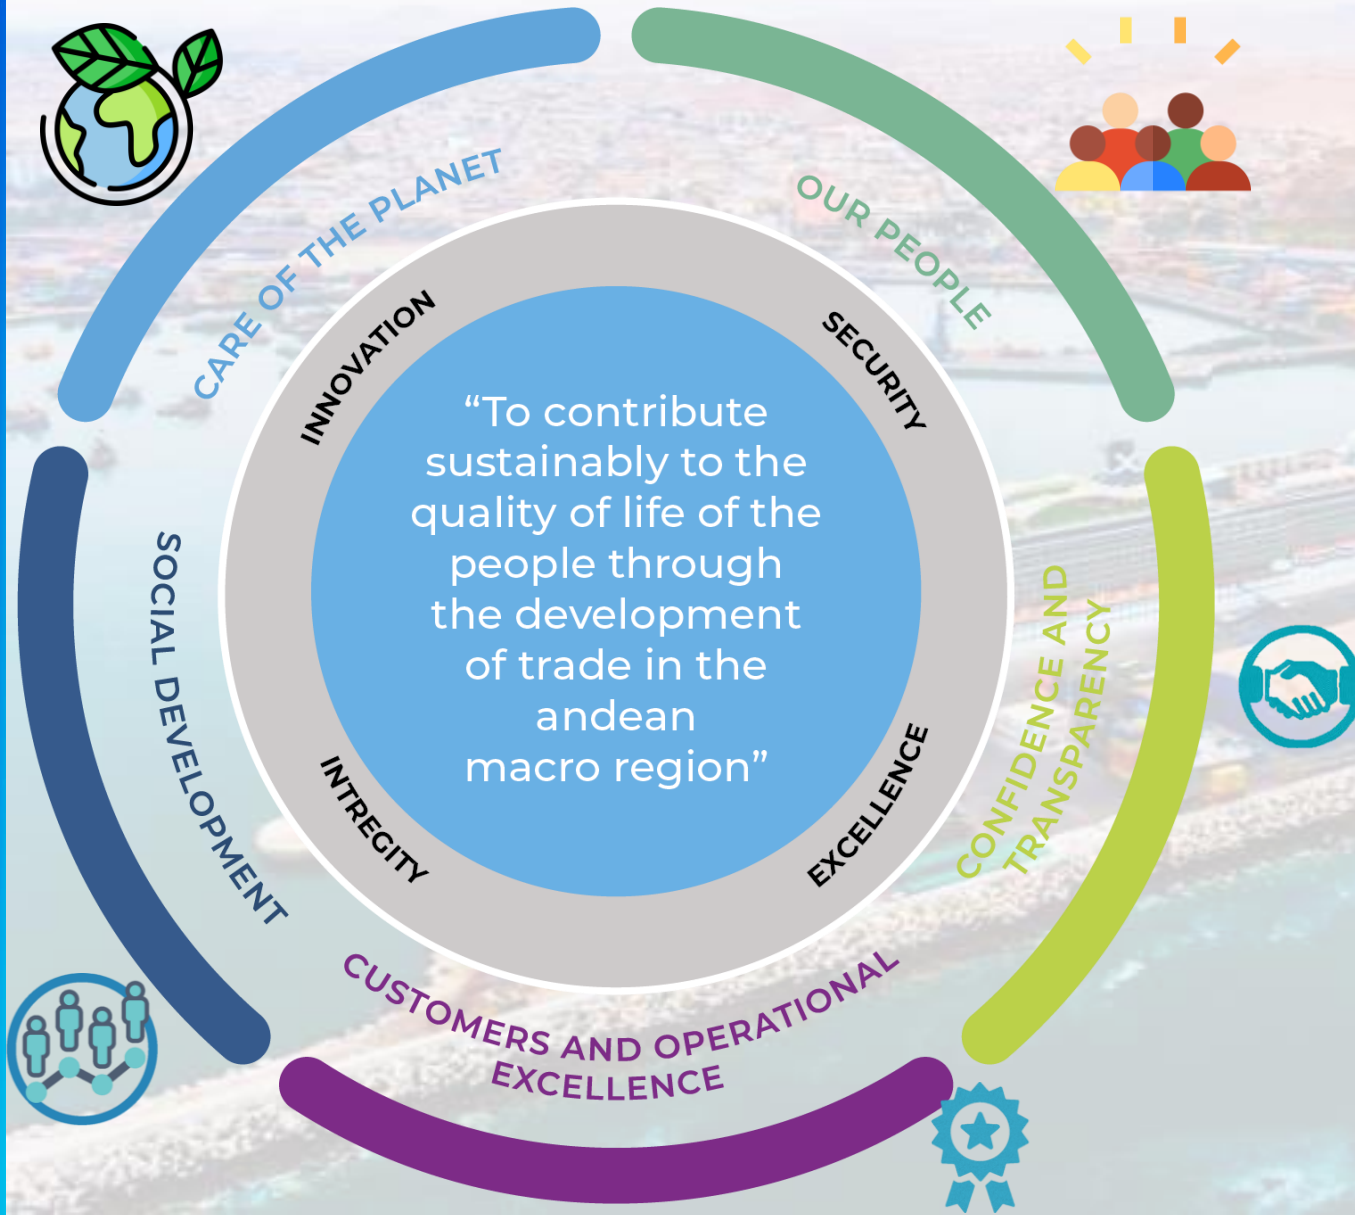 CARE OF THE PLANET
OUR PEOPLE
INNOVATION
SECURITY
“To contribute
sustainably to the
quality of life of the
people through
the development
of trade in the
andean
macro region”
SOCIAL DEVELOPMENT
CONFIDENCE AND
TRANSPARENCY
INTREGITY
EXCELLENCE
CUSTOMERS AND OPERATIONAL
EXCELLENCE